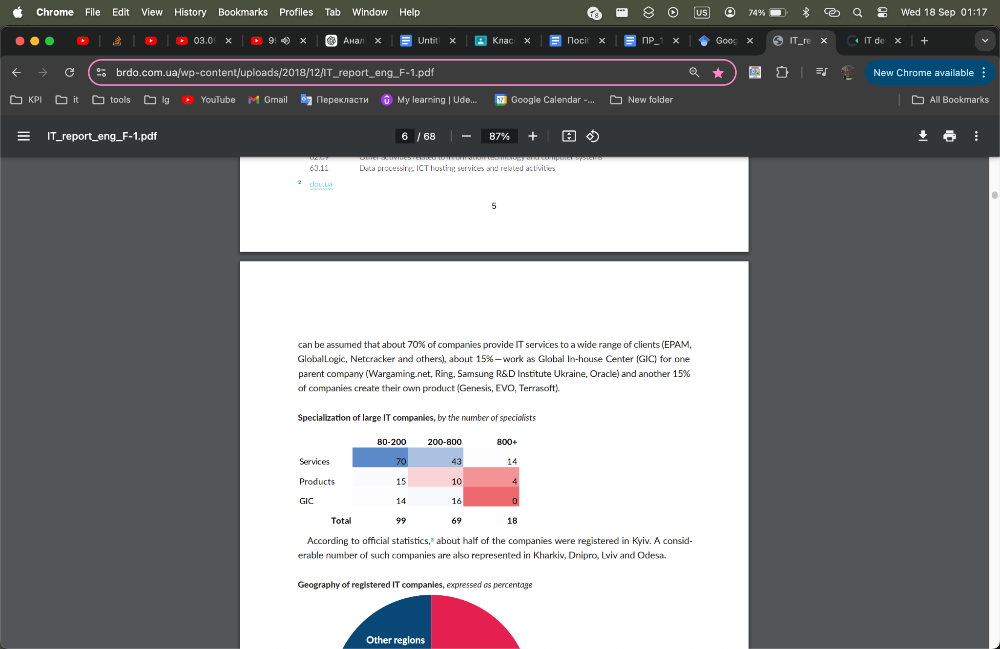 Chrome File Edit View History Bookmarks Profiles Tab Window Help 8 US 74% Wed 18 Sep 01:17
03.09 99 Анал Untitl Клас Посіб ПР_1 Goog IT_re IT de
brdo.com.ua/wp-content/uploads/2018/12/IT_report_eng_F-1.pdf New Chrome available
KPI it tools lg YouTube Gmail Перекласти My learning | Ude... 17 Google Calendar -... New folder All Bookmarks
IT_report_eng_F-1.pdf 6 / 68 87%
62.09 Other activities related to information technology and computer systems
63.11 Data processing, ICT hosting services and related activities
2 dou.ua
5
can be assumed that about 70% of companies provide IT services to a wide range of clients (EPAM,
GlobalLogic, Netcracker and others), about 15% — work as Global In-house Center (GIC) for one
parent company (Wargaming.net, Ring, Samsung R&D Institute Ukraine, Oracle) and another 15%
of companies create their own product (Genesis, EVO, Terrasoft).
Specialization of large IT companies, by the number of specialists
80-200 200-800 800+
Services 70 43 14
Products 15 10 4
GIC 14 16 0
Total 99 69 18
According to official statistics,3 about half of the companies were registered in Kyiv. A consid-
erable number of such companies are also represented in Kharkiv, Dnipro, Lviv and Odesa.
Geography of registered IT companies, expressed as percentage
Other regions